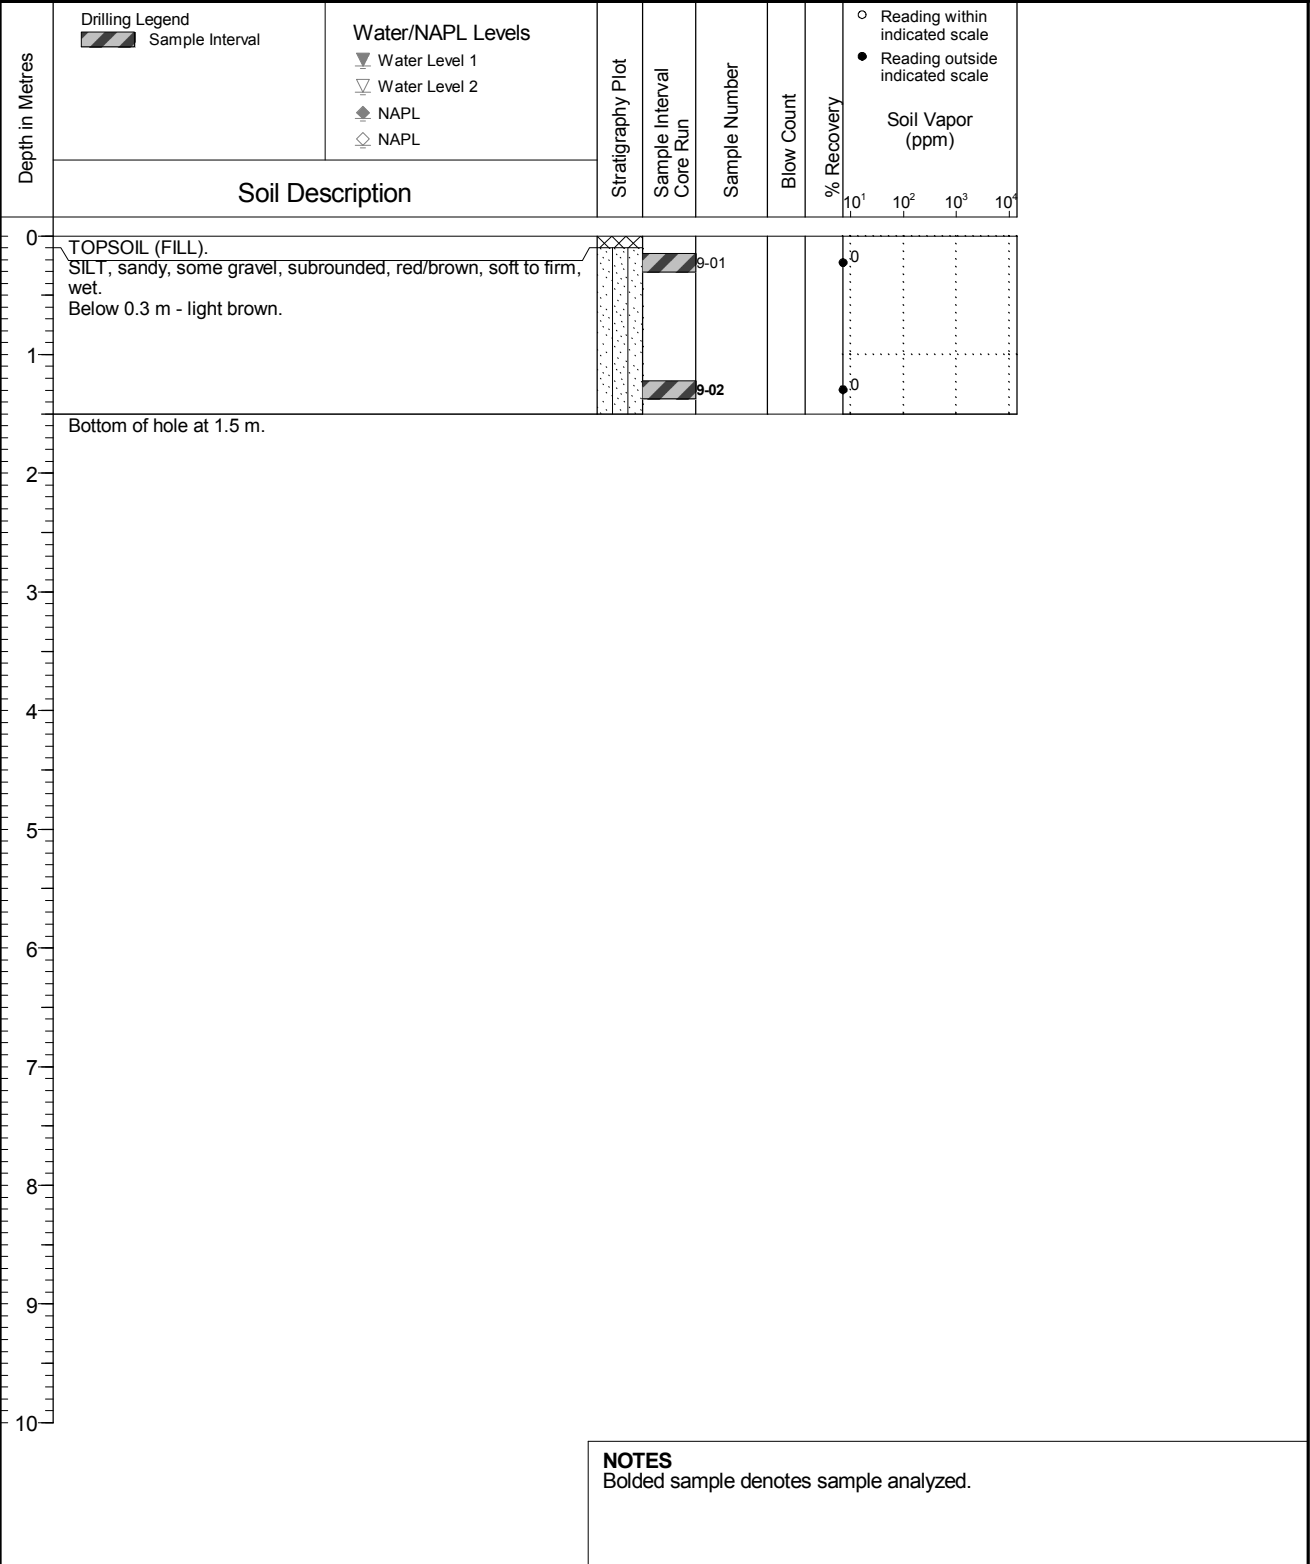 Depth in Metres
Drilling Legend
Sample Interval
Water/NAPL Levels
Water Level 1
Water Level 2
NAPL
NAPL
Soil Description
Stratigraphy Plot
Sample Interval
Core Run
Sample Number
Blow Count
% Recovery
Reading within
indicated scale
Reading outside
indicated scale
Soil Vapor
(ppm)
10¹ 10² 10³ 10⁴
0
TOPSOIL (FILL).
SILT, sandy, some gravel, subrounded, red/brown, soft to firm,
wet.
Below 0.3 m - light brown.
9-01
0
1
9-02
0
Bottom of hole at 1.5 m.
2
3
4
5
6
7
8
9
10
NOTES
Bolded sample denotes sample analyzed.